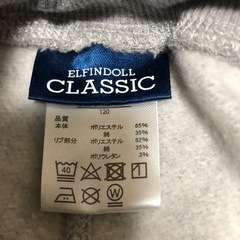 ELFINDOLL
CLASSIC
120
品質
本体 ポリエステル 65%
綿 35%
リブ部分 ポリエステル 62%
綿 35%
ポリウレタン 3%
40
W